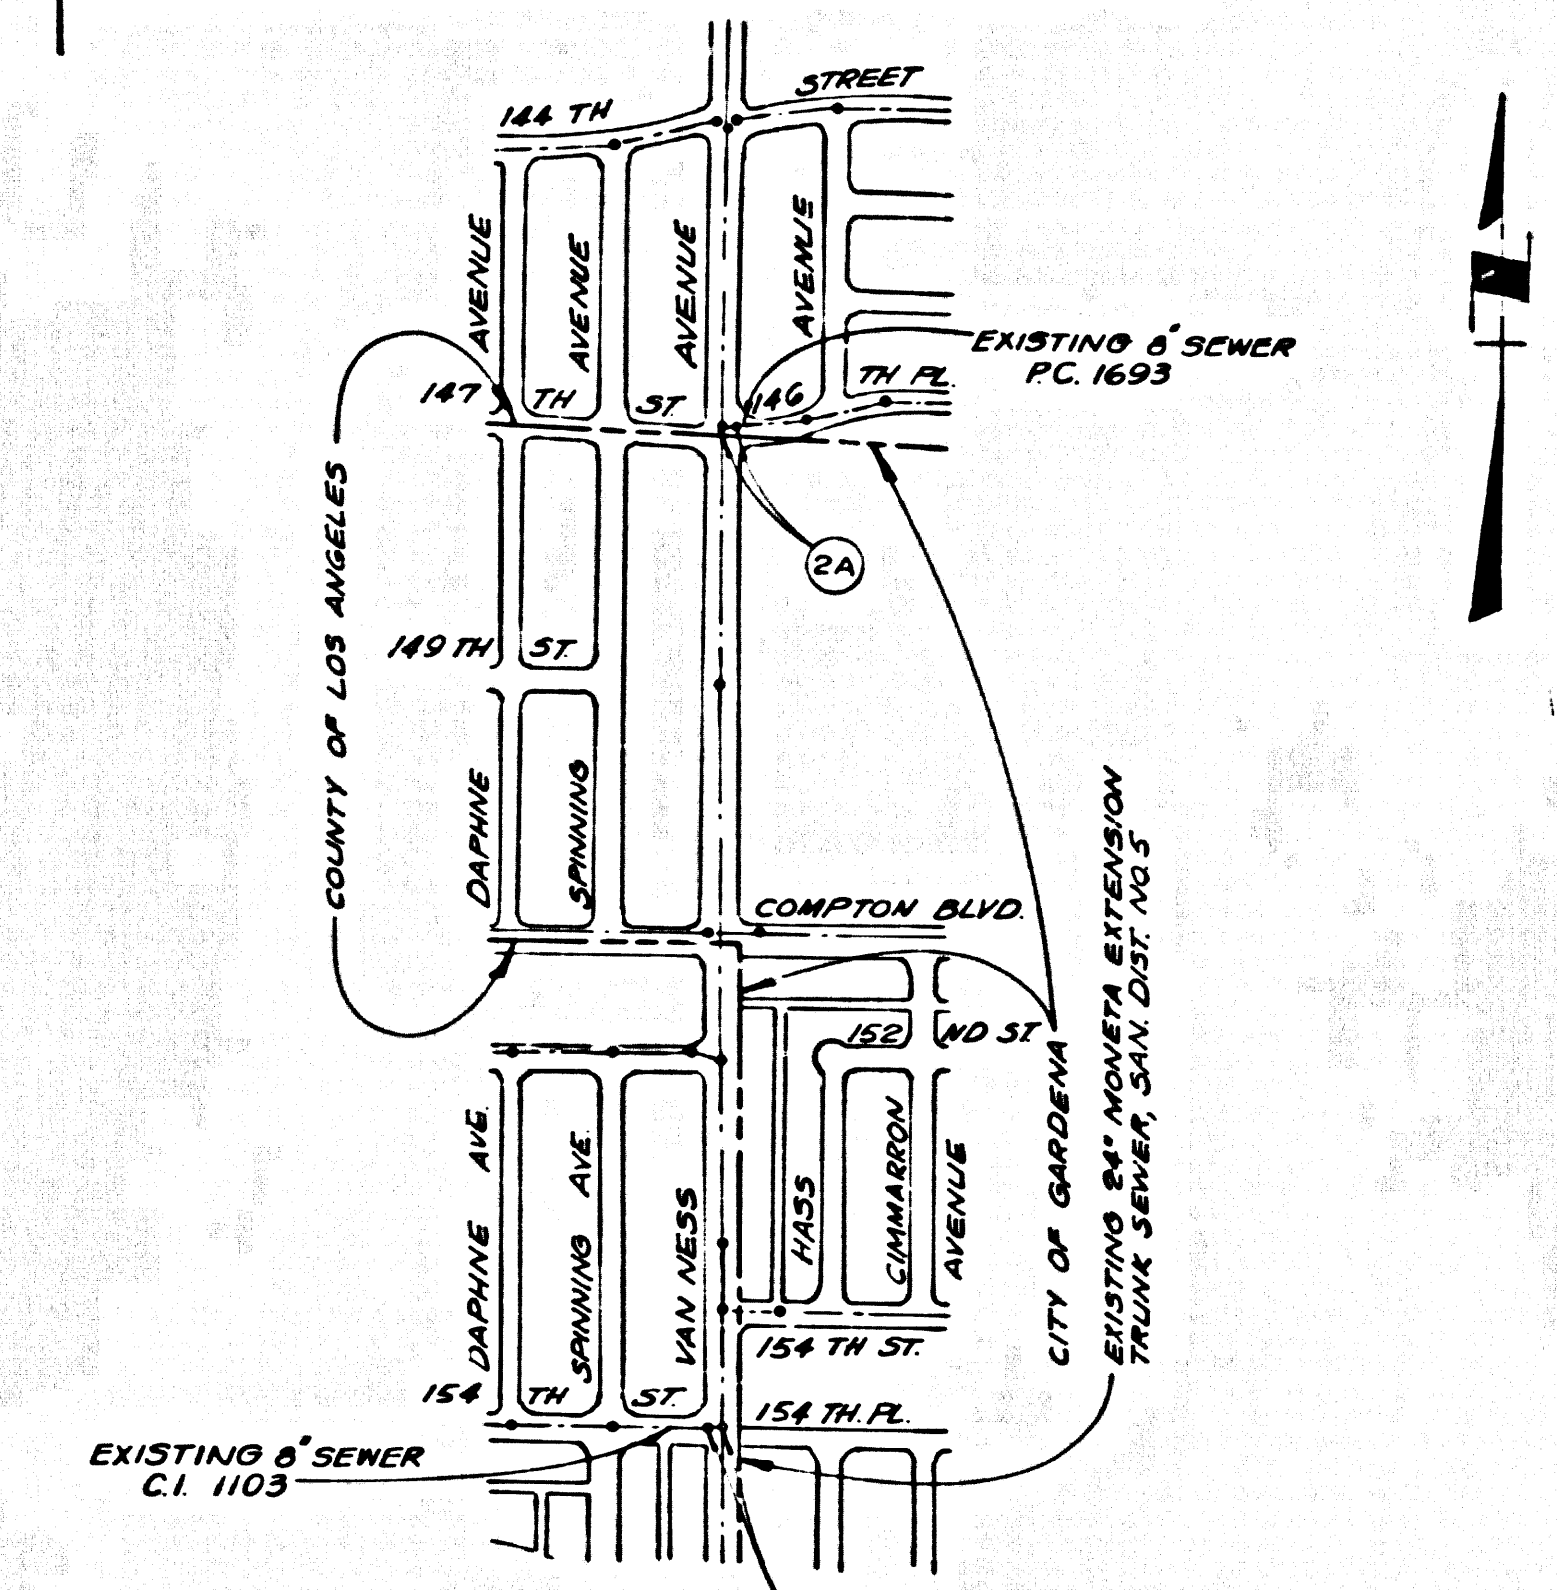 STREET
144 TH
AVENUE
AVENUE
AVENUE
AVENUE
EXISTING 8" SEWER
P.C. 1693
147 TH ST.
146 TH PL.
2A
COUNTY OF LOS ANGELES
149 TH ST.
DAPHNE
SPINNING
COMPTON BLVD.
152 ND ST.
CITY OF GARDENA
EXISTING 24" MONETA EXTENSION
TRUNK SEWER, SAN. DIST. NO. 5
DAPHNE AVE.
SPINNING AVE.
VAN NESS
HASS
CIMMARRON
AVENUE
154 TH ST.
154 TH ST.
154 TH. PL.
EXISTING 8" SEWER
C.I. 1103